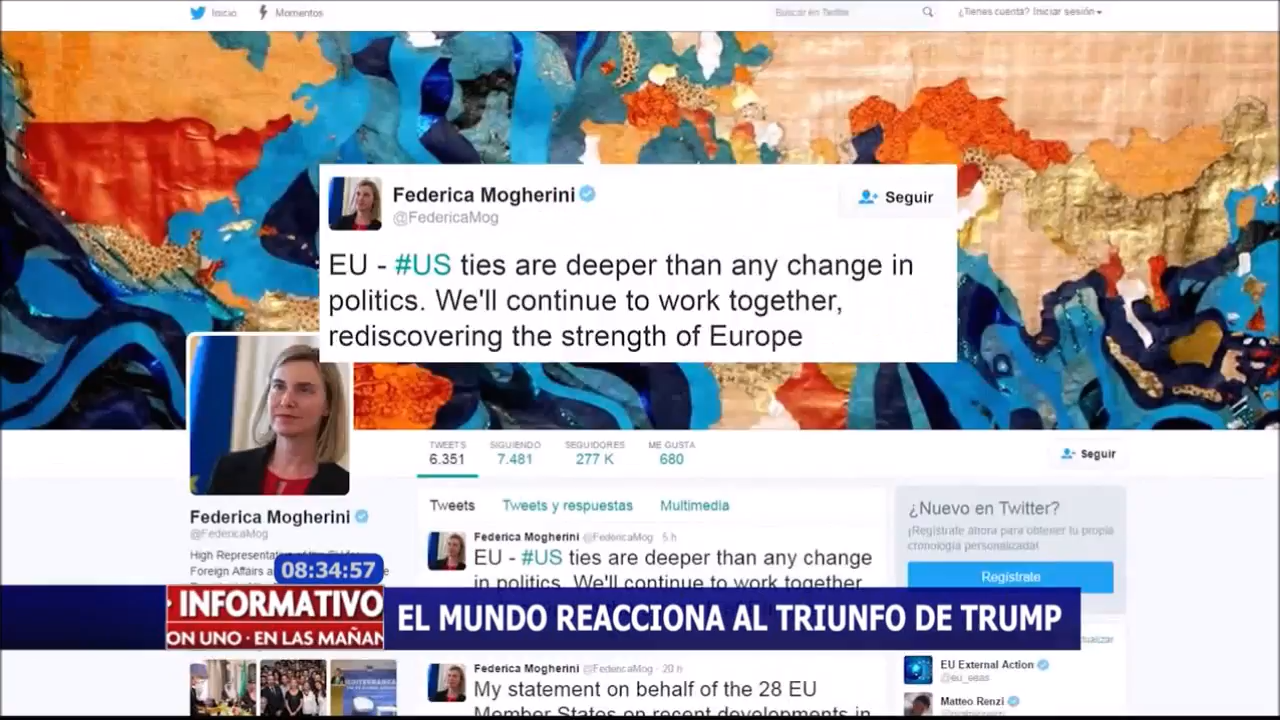 Inicio Momentos Buscar en Twitter ¿Tienes cuenta? Iniciar sesión
Federica Mogherini
@FedericaMog
Seguir
EU - #US ties are deeper than any change in
politics. We'll continue to work together,
rediscovering the strength of Europe
TWEETS SIGUIENDO SEGUIDORES ME GUSTA
6.351 7.481 277 K 680
Seguir
Federica Mogherini
@FedericaMog
High Representative of the EU for
Foreign Affairs
Tweets Tweets y respuestas Multimedia
Federica Mogherini @FedericaMog · 5 h
EU - #US ties are deeper than any change
in politics. We'll continue to work together,
¿Nuevo en Twitter?
¡Regístrate ahora para obtener tu propia
cronología personalizada!
Regístrate
08:34:57
INFORMATIVO
ON UNO · EN LAS MAÑAN
EL MUNDO REACCIONA AL TRIUNFO DE TRUMP
Federica Mogherini @FedericaMog · 20 h
My statement on behalf of the 28 EU
Member States on recent developments in
EU External Action
@eu_eeas
Matteo Renzi